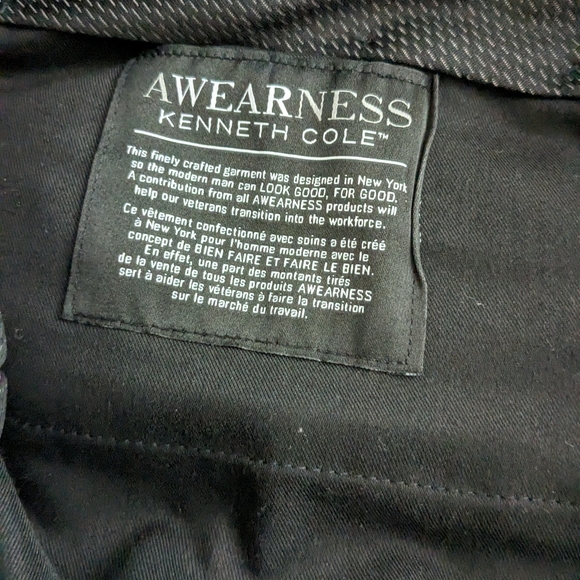 AWEARNESS
KENNETH COLE™
This finely crafted garment was designed in New York
so the modern man can LOOK GOOD, FOR GOOD.
A contribution from all AWEARNESS products will
help our veterans transition into the workforce.
Ce vêtement confectionné avec soins a été créé
à New York pour l'homme moderne avec le
concept de BIEN FAIRE ET FAIRE LE BIEN.
En effet, une part des montants tirés
de la vente de tous les produits AWEARNESS
sert à aider les vétérans à faire la transition
sur le marché du travail.